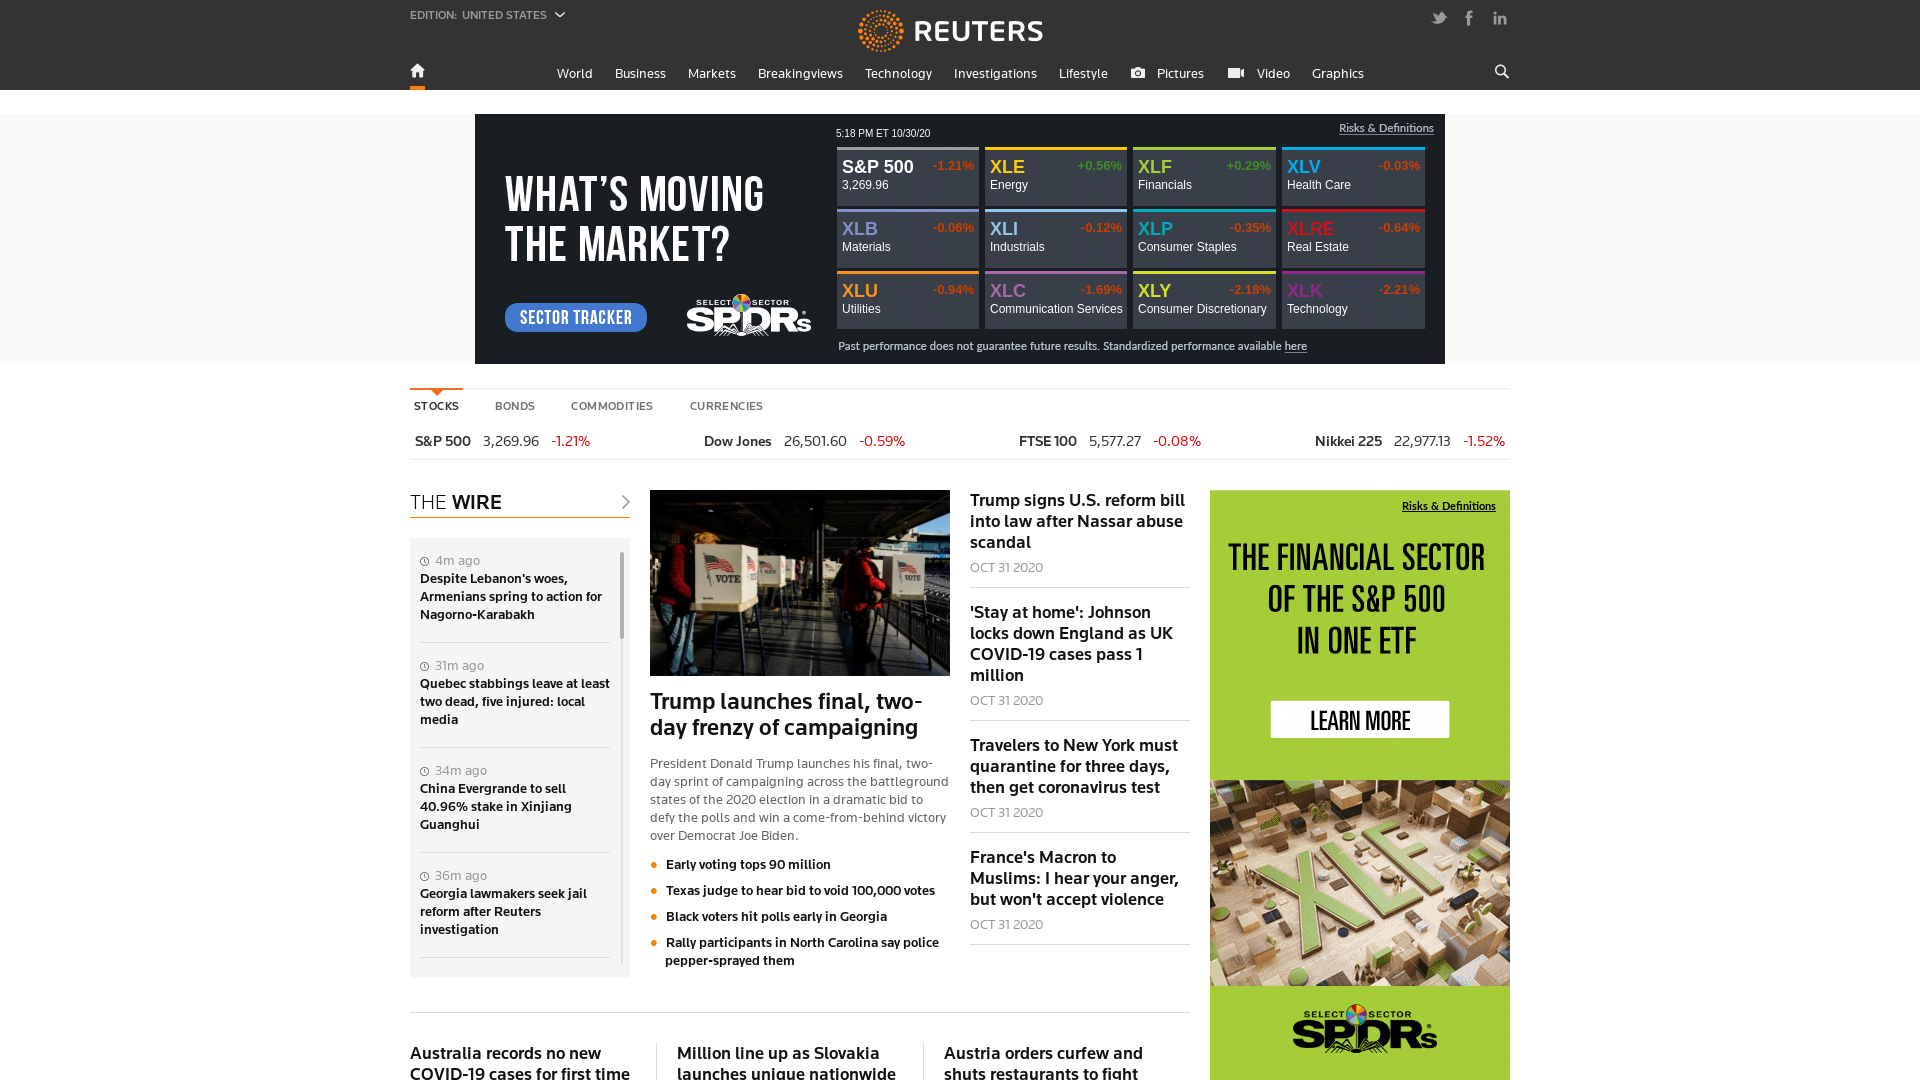 EDITION: UNITED STATES
REUTERS
World Business Markets Breakingviews Technology Investigations Lifestyle Pictures Video Graphics
WHAT'S MOVING
THE MARKET?
SECTOR TRACKER
SELECT SECTOR
SPDRs
5:18 PM ET 10/30/20
Risks & Definitions
S&P 500 -1.21%
3,269.96
XLE +0.56%
Energy
XLF +0.29%
Financials
XLV -0.03%
Health Care
XLB -0.06%
Materials
XLI -0.12%
Industrials
XLP -0.35%
Consumer Staples
XLRE -0.64%
Real Estate
XLU -0.94%
Utilities
XLC -1.69%
Communication Services
XLY -2.18%
Consumer Discretionary
XLK -2.21%
Technology
Past performance does not guarantee future results. Standardized performance available here
STOCKS BONDS COMMODITIES CURRENCIES
S&P 500 3,269.96 -1.21% Dow Jones 26,501.60 -0.59% FTSE 100 5,577.27 -0.08% Nikkei 225 22,977.13 -1.52%
THE WIRE
4m ago
Despite Lebanon's woes,
Armenians spring to action for
Nagorno-Karabakh
31m ago
Quebec stabbings leave at least
two dead, five injured: local
media
34m ago
China Evergrande to sell
40.96% stake in Xinjiang
Guanghui
36m ago
Georgia lawmakers seek jail
reform after Reuters
investigation
VOTE
VOTE
VOTE
Trump launches final, two-
day frenzy of campaigning
President Donald Trump launches his final, two-
day sprint of campaigning across the battleground
states of the 2020 election in a dramatic bid to
defy the polls and win a come-from-behind victory
over Democrat Joe Biden.
Early voting tops 90 million
Texas judge to hear bid to void 100,000 votes
Black voters hit polls early in Georgia
Rally participants in North Carolina say police
pepper-sprayed them
Trump signs U.S. reform bill
into law after Nassar abuse
scandal
OCT 31 2020
'Stay at home': Johnson
locks down England as UK
COVID-19 cases pass 1
million
OCT 31 2020
Travelers to New York must
quarantine for three days,
then get coronavirus test
OCT 31 2020
France's Macron to
Muslims: I hear your anger,
but won't accept violence
OCT 31 2020
Risks & Definitions
THE FINANCIAL SECTOR
OF THE S&P 500
IN ONE ETF
LEARN MORE
XLF
SELECT SECTOR
SPDRs
Australia records no new
COVID-19 cases for first time
Million line up as Slovakia
launches unique nationwide
Austria orders curfew and
shuts restaurants to fight